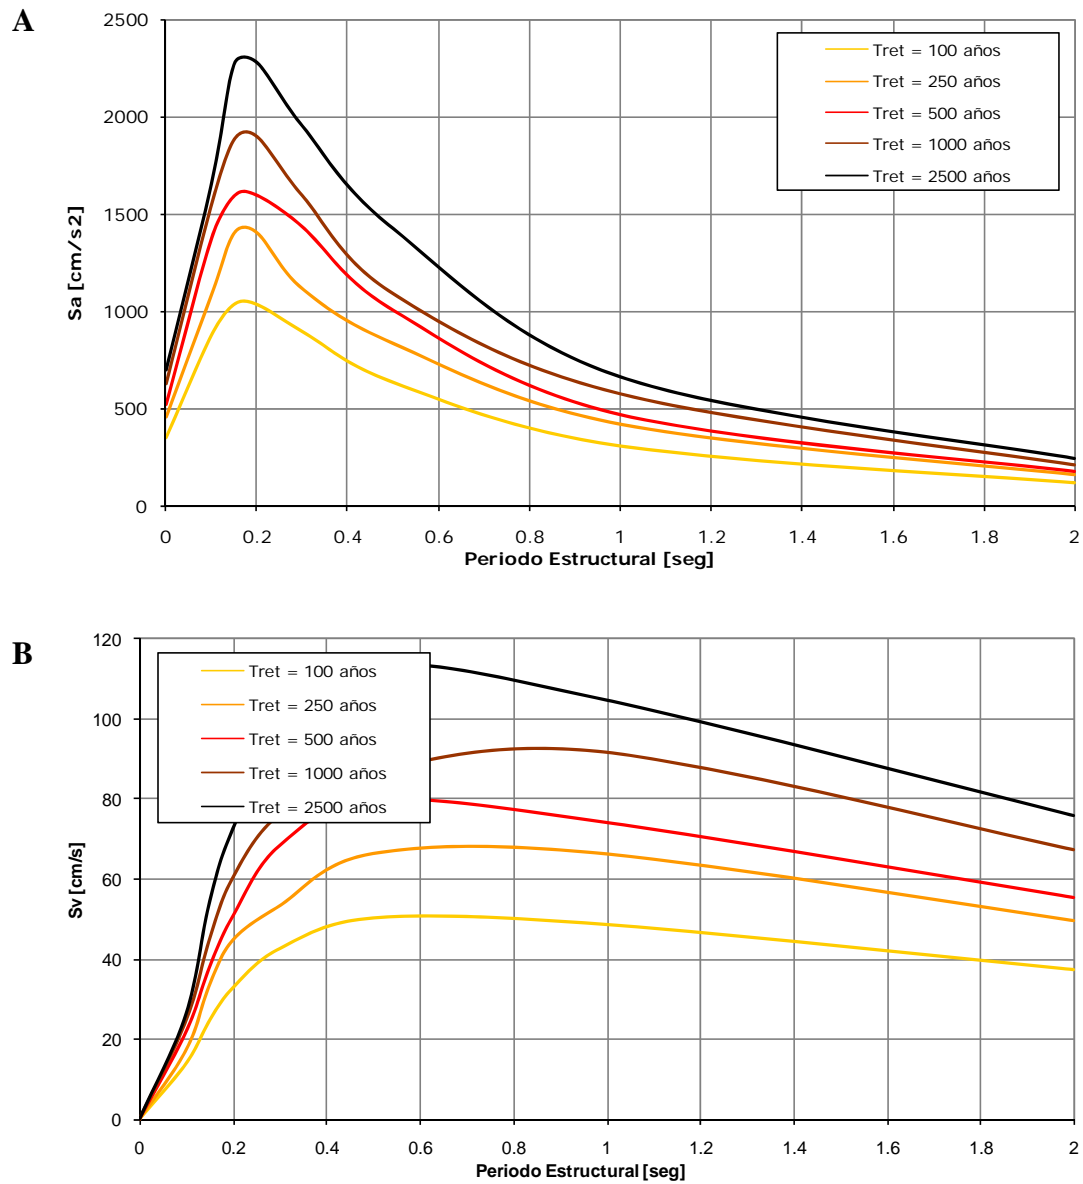 A
2500
2000
1500
1000
500
0
Sa [cm/s2]
Tret = 100 años
Tret = 250 años
Tret = 500 años
Tret = 1000 años
Tret = 2500 años
0 0.2 0.4 0.6 0.8 1 1.2 1.4 1.6 1.8 2
Periodo Estructural [seg]
B
120
100
80
60
40
20
0
Sv [cm/s]
Tret = 100 años
Tret = 250 años
Tret = 500 años
Tret = 1000 años
Tret = 2500 años
0 0.2 0.4 0.6 0.8 1 1.2 1.4 1.6 1.8 2
Periodo Estructural [seg]